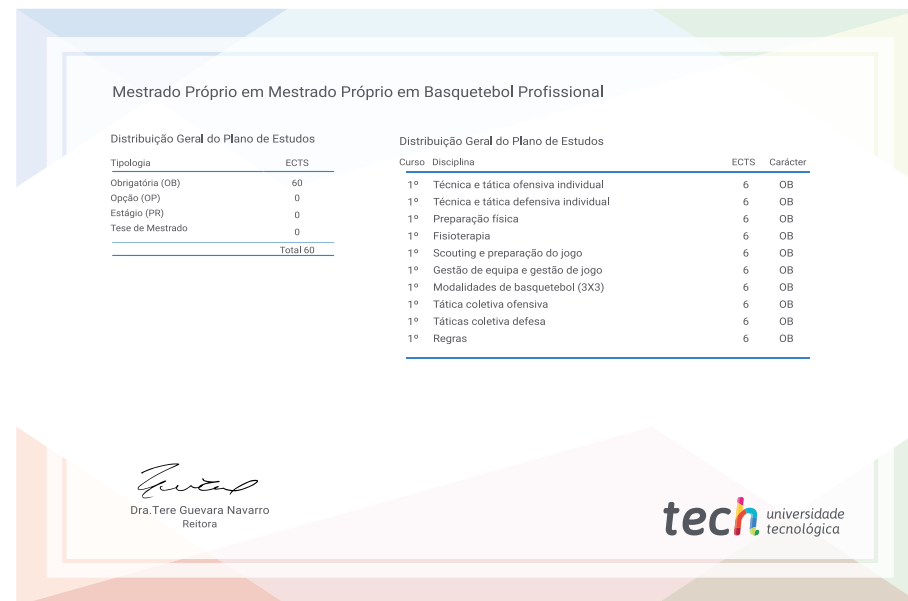 Mestrado Próprio em Mestrado Próprio em Basquetebol Profissional
Distribuição Geral do Plano de Estudos
Tipologia ECTS
Obrigatória (OB) 60
Opção (OP) 0
Estágio (PR) 0
Tese de Mestrado 0
Total 60
Distribuição Geral do Plano de Estudos
Curso Disciplina ECTS Carácter
1º Técnica e tática ofensiva individual 6 OB
1º Técnica e tática defensiva individual 6 OB
1º Preparação física 6 OB
1º Fisioterapia 6 OB
1º Scouting e preparação do jogo 6 OB
1º Gestão de equipa e gestão de jogo 6 OB
1º Modalidades de basquetebol (3X3) 6 OB
1º Tática coletiva ofensiva 6 OB
1º Táticas coletiva defesa 6 OB
1º Regras 6 OB
Dra.Tere Guevara Navarro
Reitora
tech universidade
tecnológica